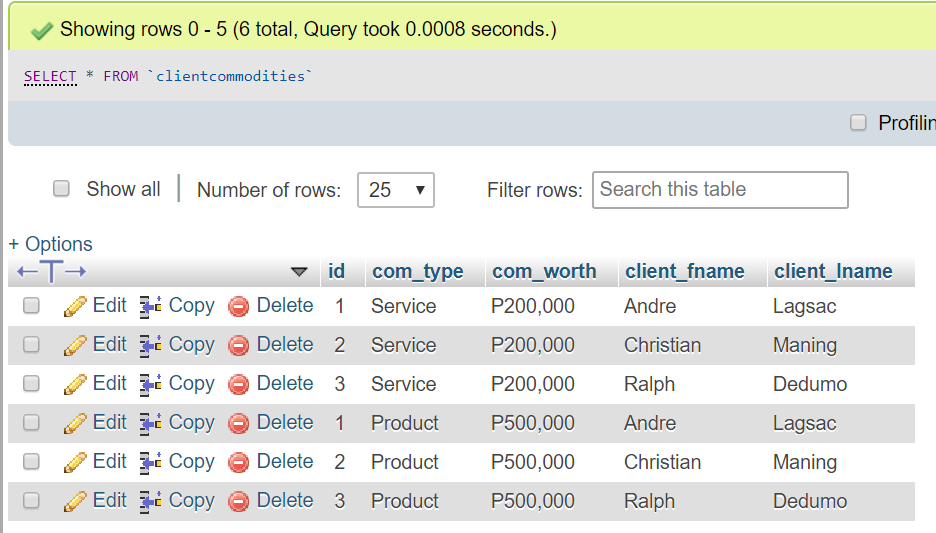 Showing rows 0 - 5 (6 total, Query took 0.0008 seconds.)
SELECT * FROM `clientcommodities`
Profilin
Show all Number of rows: 25 Filter rows: Search this table
+ Options
id com_type com_worth client_fname client_lname
Edit Copy Delete 1 Service P200,000 Andre Lagsac
Edit Copy Delete 2 Service P200,000 Christian Maning
Edit Copy Delete 3 Service P200,000 Ralph Dedumo
Edit Copy Delete 1 Product P500,000 Andre Lagsac
Edit Copy Delete 2 Product P500,000 Christian Maning
Edit Copy Delete 3 Product P500,000 Ralph Dedumo